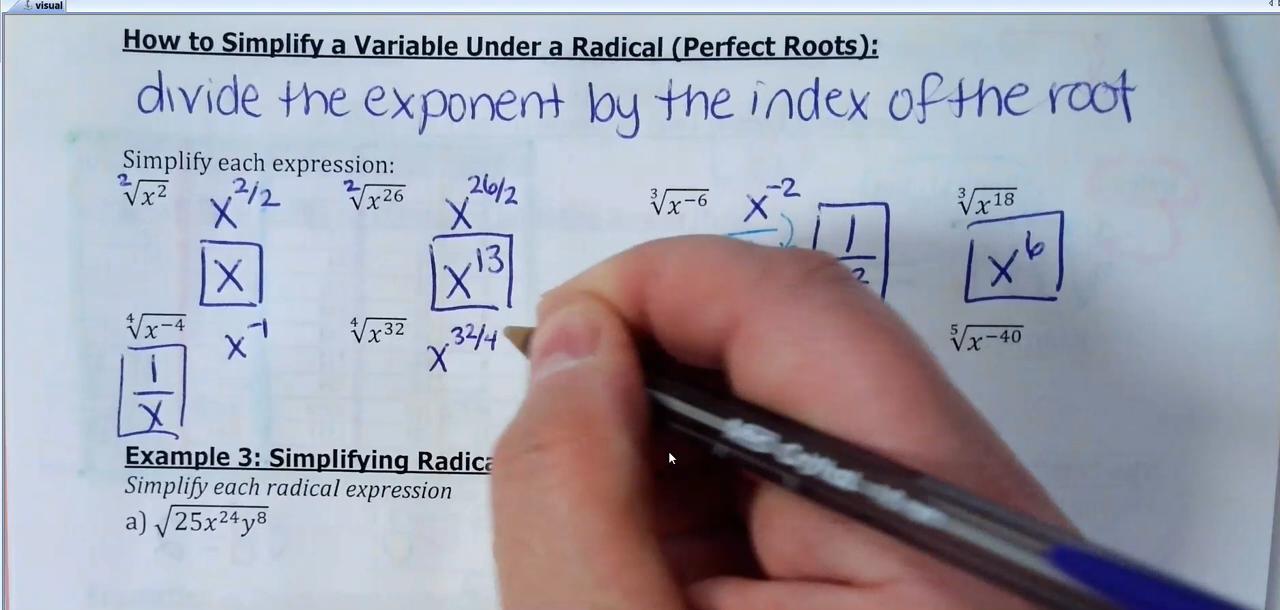 visual
How to Simplify a Variable Under a Radical (Perfect Roots):
divide the exponent by the index of the root
Simplify each expression:
²√x² x^2/2 ²√x²⁶ x^26/2 ³√x⁻⁶ x⁻² ³√x¹⁸
x x¹³ 1 2 x⁶
⁴√x⁻⁴ x⁻¹ ⁴√x³² x^32/4 ⁵√x⁻⁴⁰
1/x
Example 3: Simplifying
Simplify each radical expression
a) √25x²⁴y⁸